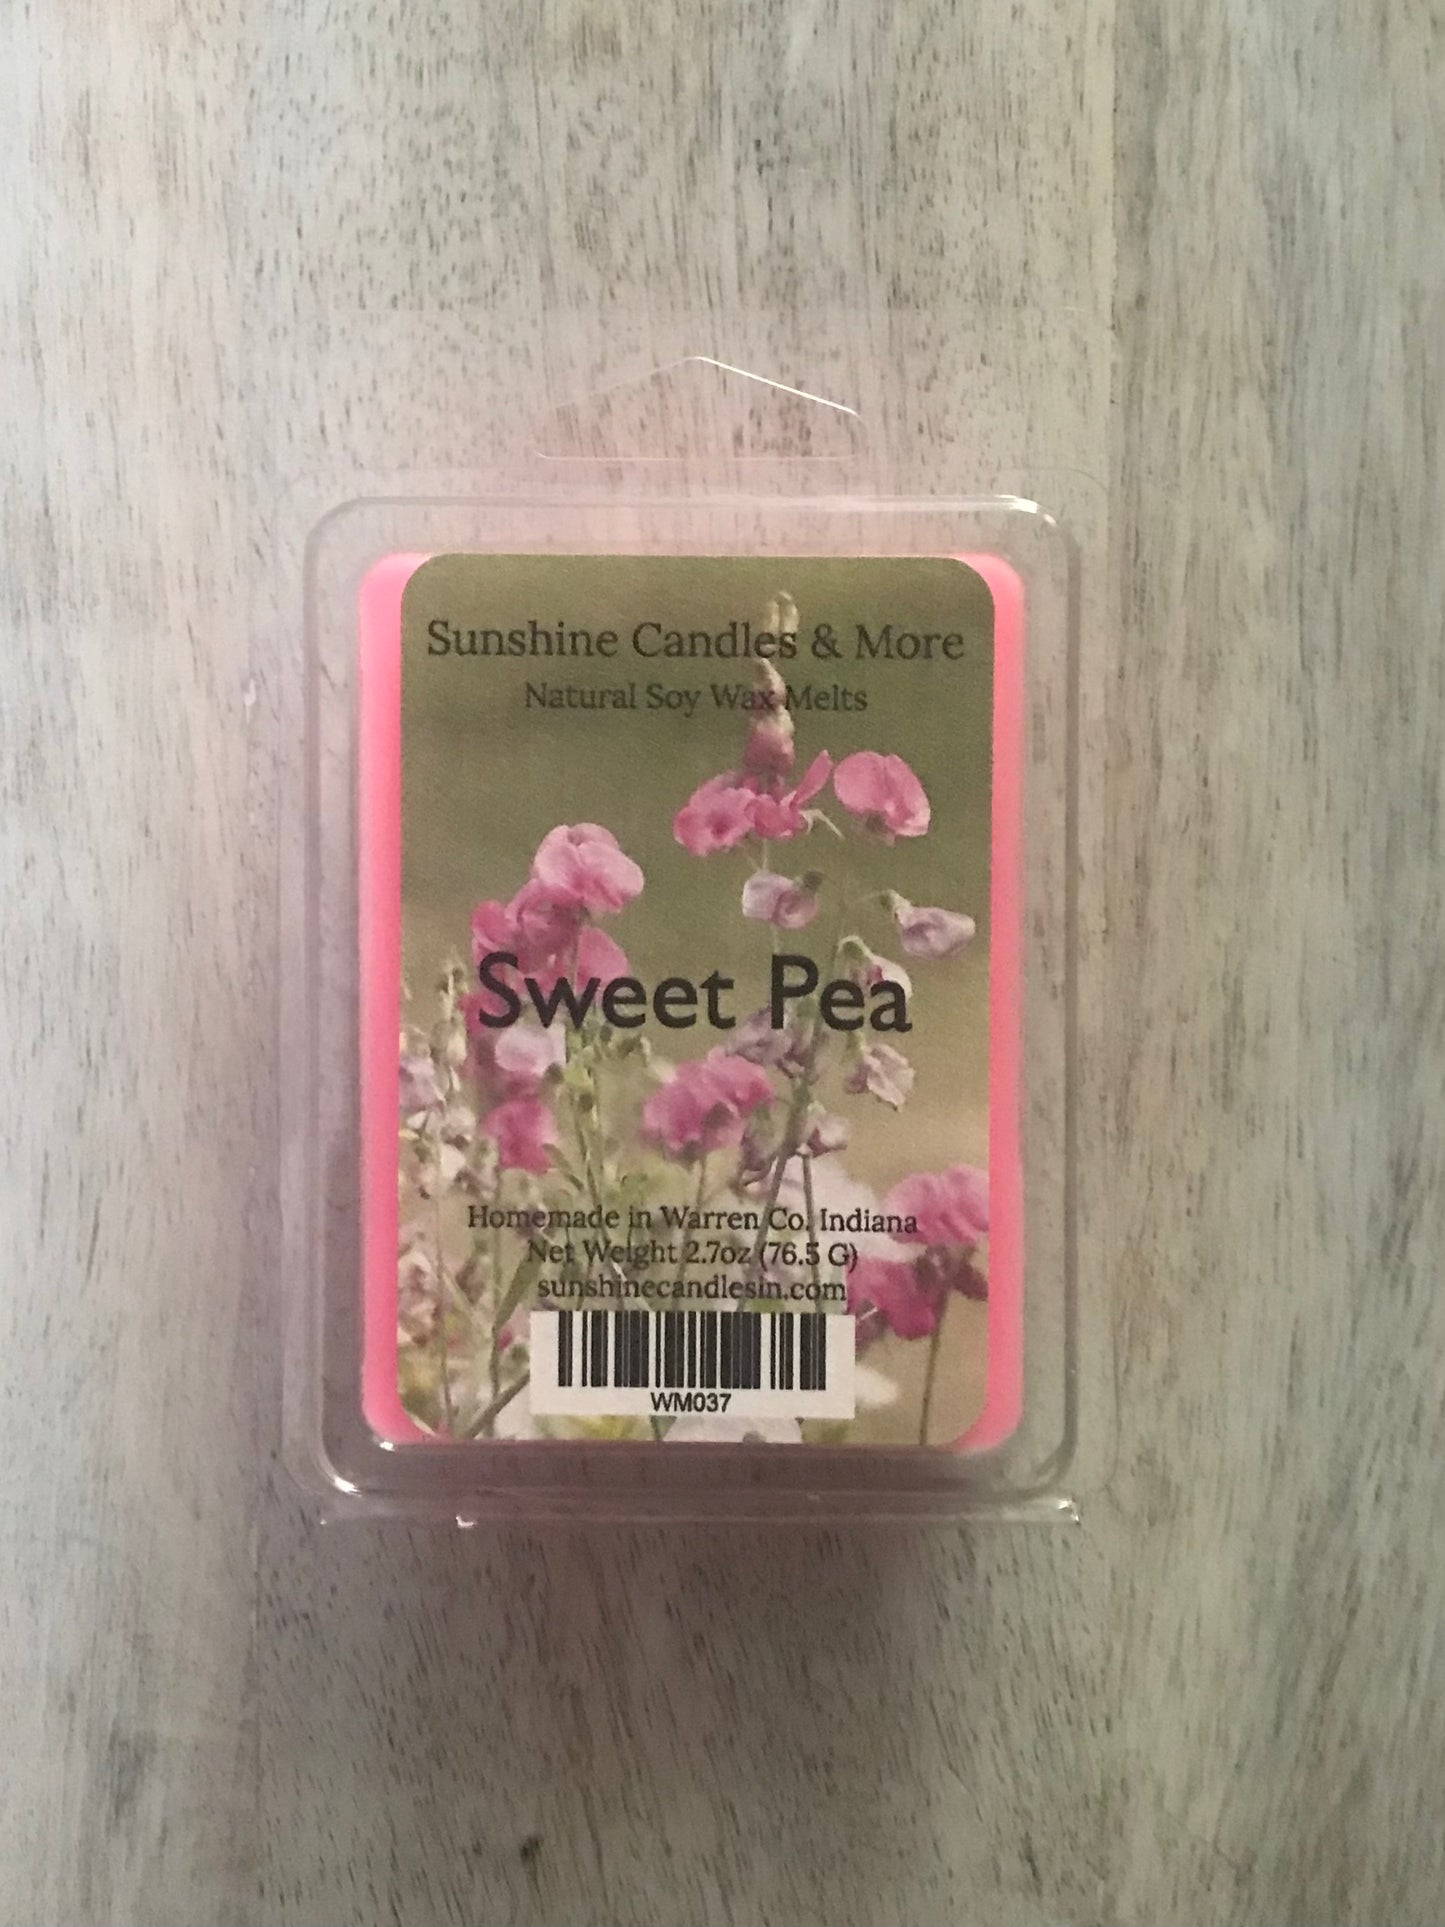 Sunshine Candles & More
Natural Soy Wax Melts
Sweet Pea
Homemade in Warren Co. Indiana
Net Weight 2.7oz (76.5 G)
sunshinecandlesin.com
WM037